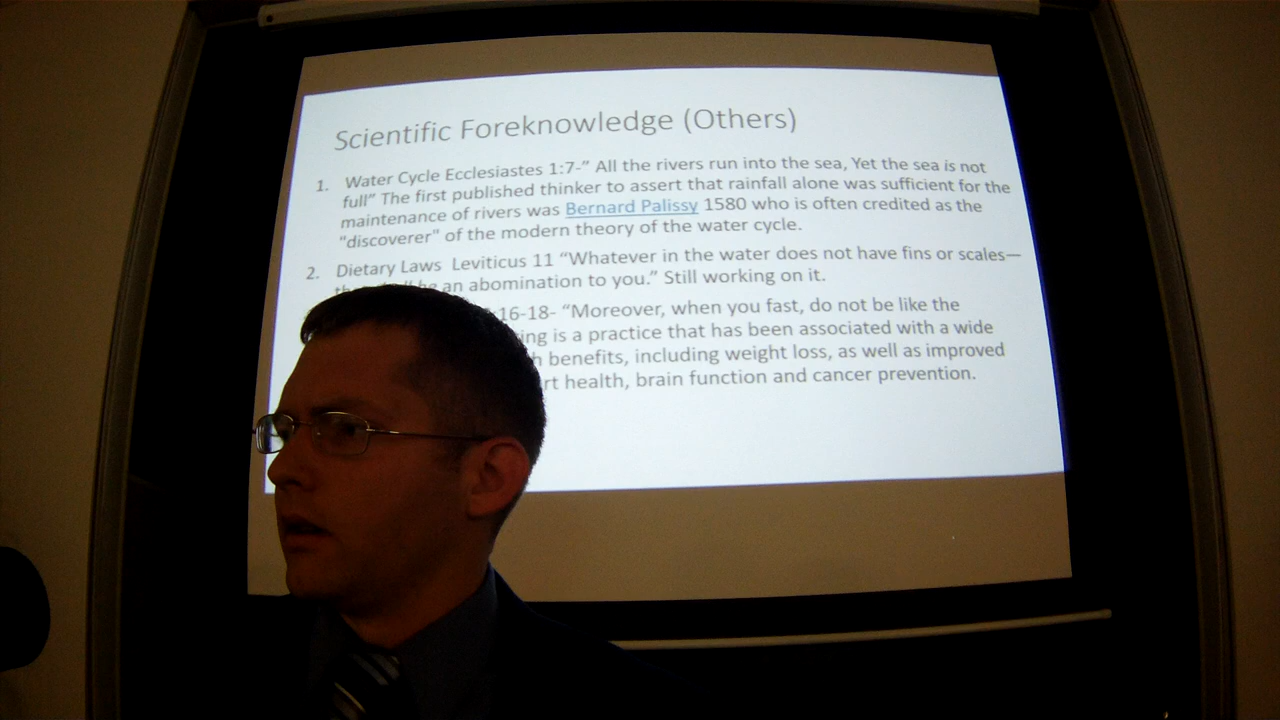 Scientific Foreknowledge (Others)
1. Water Cycle Ecclesiastes 1:7-” All the rivers run into the sea, Yet the sea is not
full” The first published thinker to assert that rainfall alone was sufficient for the
maintenance of rivers was Bernard Palissy 1580 who is often credited as the
"discoverer" of the modern theory of the water cycle.
2. Dietary Laws Leviticus 11 “Whatever in the water does not have fins or scales—
be an abomination to you.” Still working on it.
16-18- “Moreover, when you fast, do not be like the
is a practice that has been associated with a wide
benefits, including weight loss, as well as improved
health, brain function and cancer prevention.